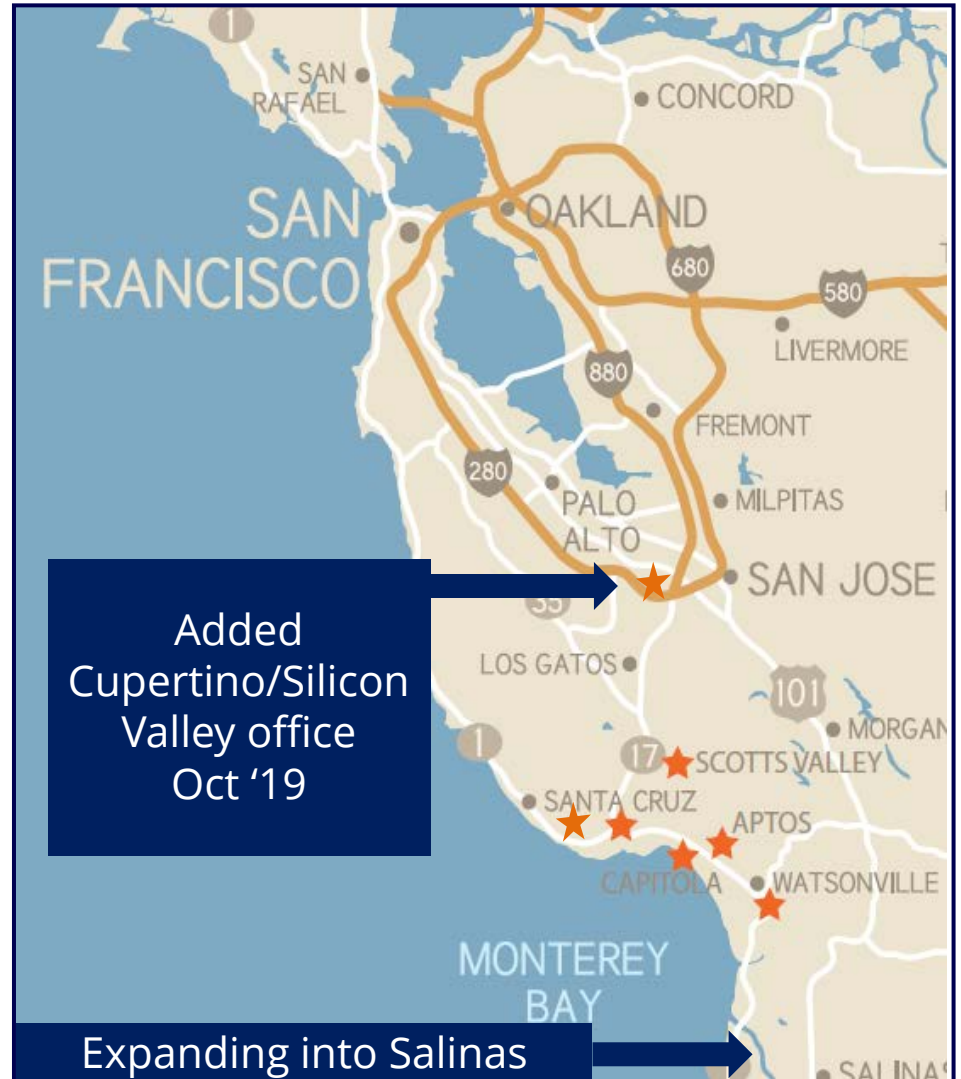 1
SAN
RAFAEL
CONCORD
SAN
FRANCISCO
OAKLAND
680
580
LIVERMORE
880
FREMONT
280
PALO
ALTO
MILPITAS
SAN JOSE
35
Added
Cupertino/Silicon
Valley office
Oct ‘19
LOS GATOS
101
MORGAN
1
17
SCOTTS VALLEY
SANTA CRUZ
APTOS
CAPITOLA
WATSONVILLE
MONTEREY
BAY
Expanding into Salinas
SALINAS